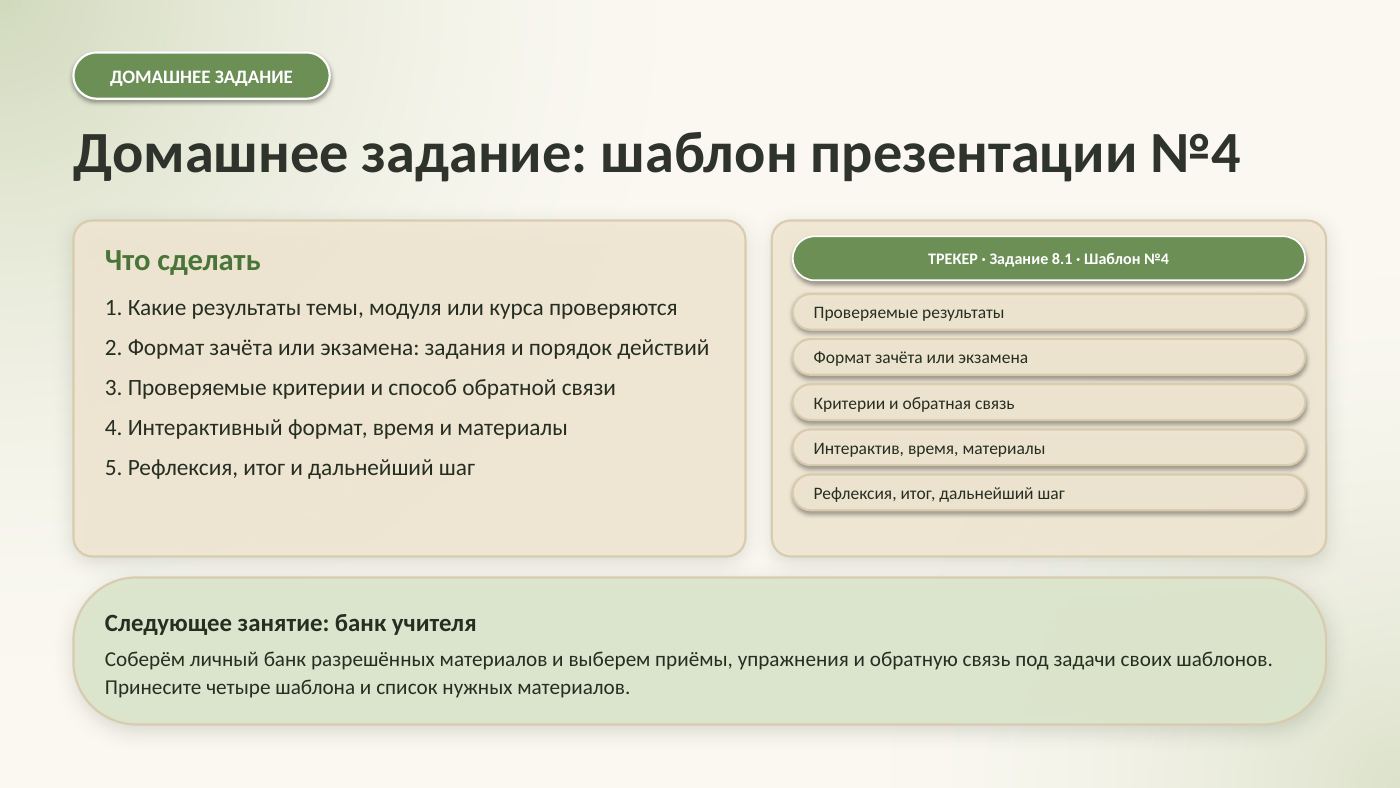 ДОМАШНЕЕ ЗАДАНИЕ
Домашнее задание: шаблон презентации №4
Что сделать
1. Какие результаты темы, модуля или курса проверяются
2. Формат зачёта или экзамена: задания и порядок действий
3. Проверяемые критерии и способ обратной связи
4. Интерактивный формат, время и материалы
5. Рефлексия, итог и дальнейший шаг
ТРЕКЕР · Задание 8.1 · Шаблон №4
Проверяемые результаты
Формат зачёта или экзамена
Критерии и обратная связь
Интерактив, время, материалы
Рефлексия, итог, дальнейший шаг
Следующее занятие: банк учителя
Соберём личный банк разрешённых материалов и выберем приёмы, упражнения и обратную связь под задачи своих шаблонов.
Принесите четыре шаблона и список нужных материалов.